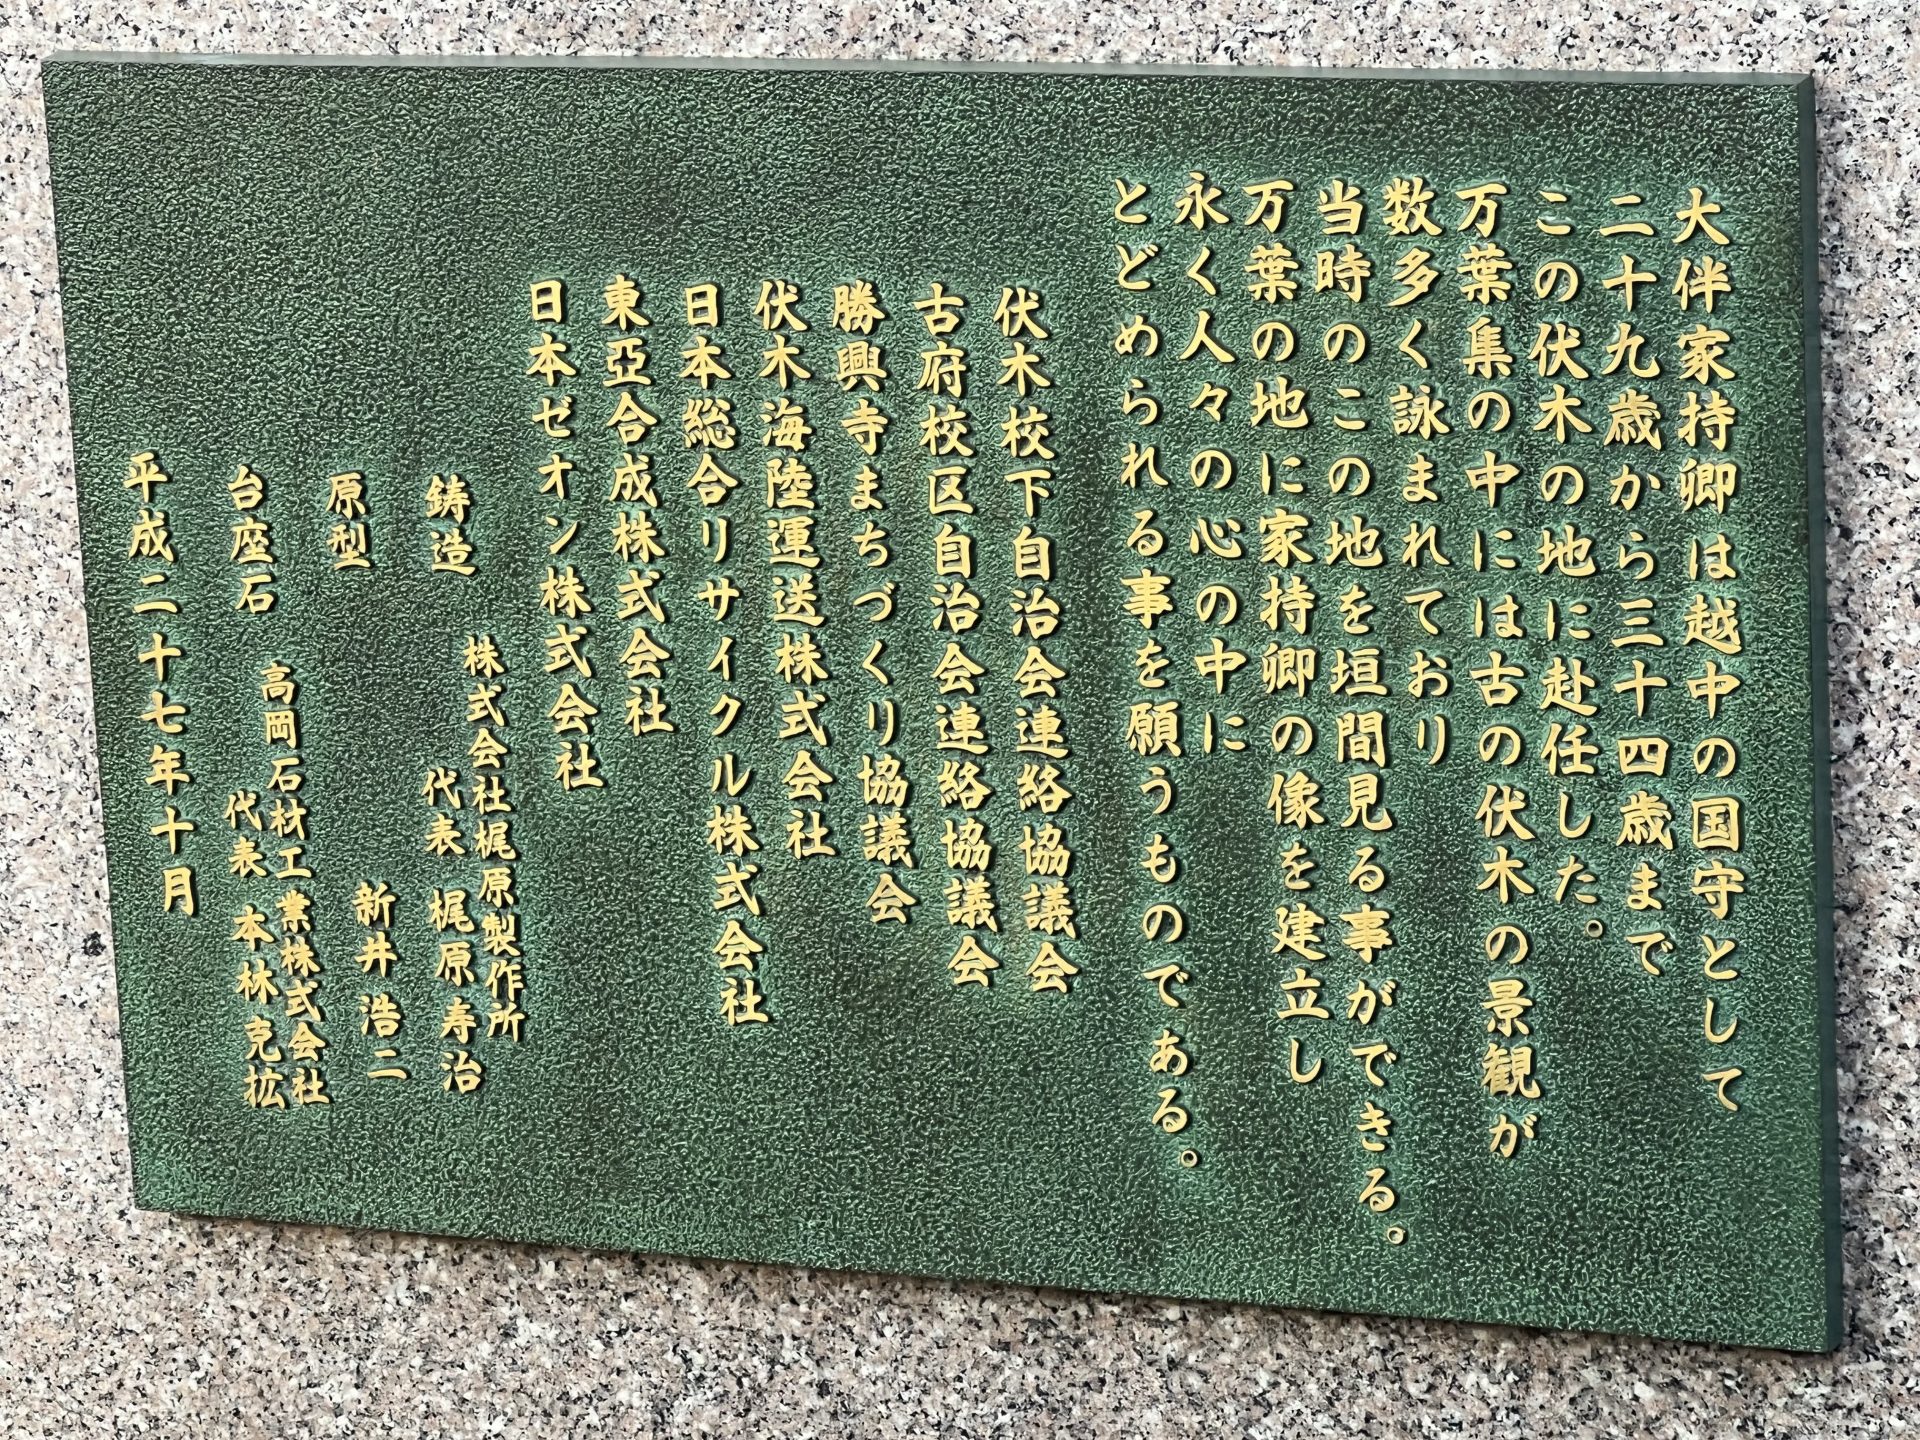 大伴家持卿は越中の国守として
二十九歳から三十四歳まで
この伏木の地に赴任した。
万葉集の中には古の伏木の景観が
数多く詠まれており
当時のこの地を垣間見る事ができる。
万葉の地に家持卿の像を建立し
永く人々の心の中に
とどめられる事を願うものである。
伏木校下自治会連絡協議会
古府校区自治会連絡協議会
勝興寺まちづくり協議会
伏木海陸運送株式会社
日本総合リサイクル株式会社
東亞合成株式会社
日本ゼオン株式会社
鋳造 株式会社梶原製作所
代表 梶原寿治
原型 新井浩二
台座石 高岡石材工業株式会社
代表 本林克拡
平成二十七年十月